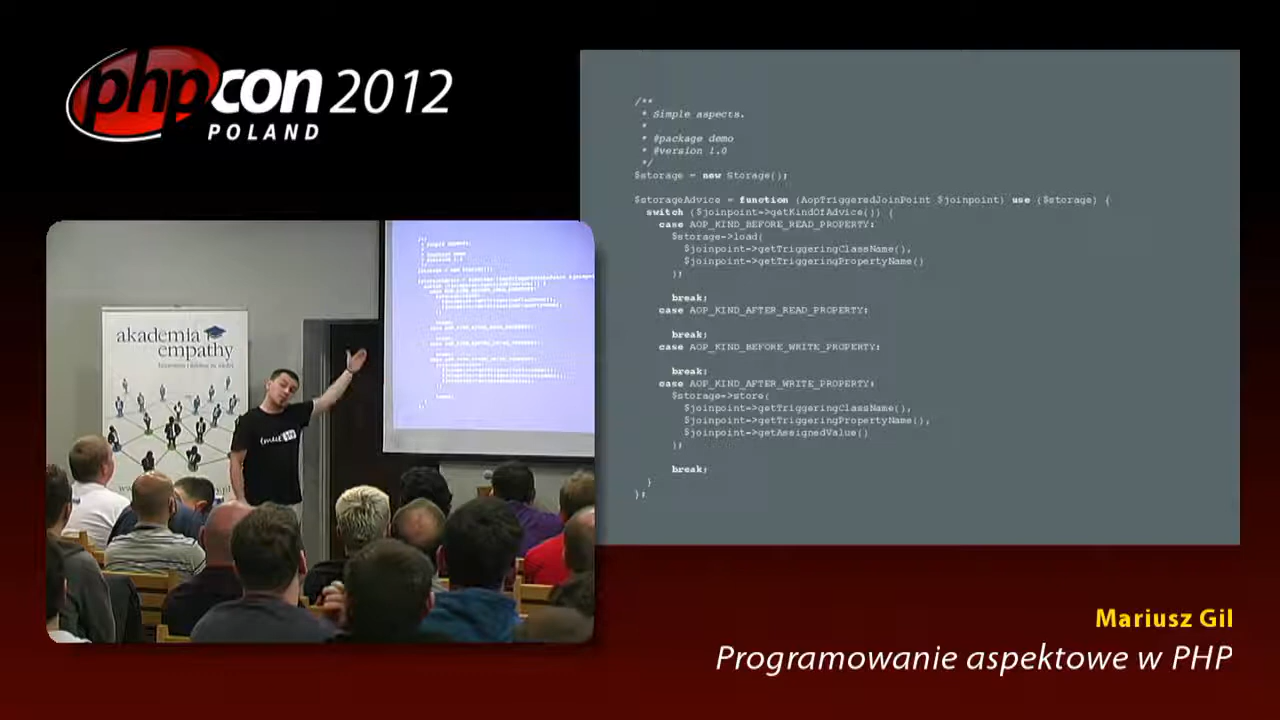 phpcon 2012
POLAND
/**
 * Simple aspects.
 *
 * @package demo
 * @version 1.0
 */
$storage = new Storage();
$storageAdvice = function (AopTriggeredJoinPoint $joinpoint) use ($storage) {
switch ($joinpoint->getKindOfAdvice()) {
case AOP_KIND_BEFORE_READ_PROPERTY:
$storage->load(
$joinpoint->getTriggeringClassName(),
$joinpoint->getTriggeringPropertyName()
);
break;
case AOP_KIND_AFTER_READ_PROPERTY:
break;
case AOP_KIND_BEFORE_WRITE_PROPERTY:
break;
case AOP_KIND_AFTER_WRITE_PROPERTY:
$storage->store(
$joinpoint->getTriggeringClassName(),
$joinpoint->getTriggeringPropertyName(),
$joinpoint->getAssignedValue()
);
break;
}
};
akademia
empathy
Mariusz Gil
Programowanie aspektowe w PHP